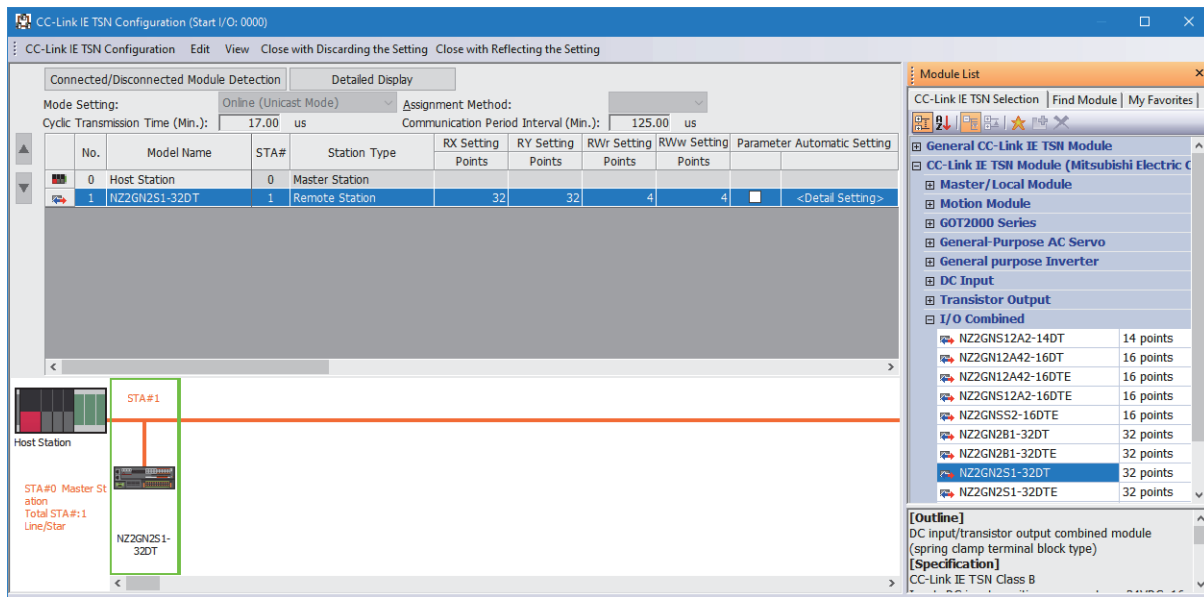 CC-Link IE TSN Configuration (Start I/O: 0000)
CC-Link IE TSN Configuration Edit View Close with Discarding the Setting Close with Reflecting the Setting
Connected/Disconnected Module Detection Detailed Display
Mode Setting: Online (Unicast Mode) Assignment Method:
Cyclic Transmission Time (Min.): 17.00 us Communication Period Interval (Min.): 125.00 us
No. Model Name STA# Station Type RX Setting RY Setting RWr Setting RWw Setting Parameter Automatic Setting
Points Points Points Points
0 Host Station 0 Master Station
1 NZ2GN2S1-32DT 1 Remote Station 32 32 4 4 <Detail Setting>
STA#1
Host Station
STA#0 Master St
ation
Total STA#:1
Line/Star
NZ2GN2S1-
32DT
Module List
CC-Link IE TSN Selection Find Module My Favorites
General CC-Link IE TSN Module
CC-Link IE TSN Module (Mitsubishi Electric C
Master/Local Module
Motion Module
GOT2000 Series
General-Purpose AC Servo
General purpose Inverter
DC Input
Transistor Output
I/O Combined
NZ2GNS12A2-14DT 14 points
NZ2GN12A42-16DT 16 points
NZ2GN12A42-16DTE 16 points
NZ2GNS12A2-16DTE 16 points
NZ2GNSS2-16DTE 16 points
NZ2GN2B1-32DT 32 points
NZ2GN2B1-32DTE 32 points
NZ2GN2S1-32DT 32 points
NZ2GN2S1-32DTE 32 points
[Outline]
DC input/transistor output combined module
(spring clamp terminal block type)
[Specification]
CC-Link IE TSN Class B